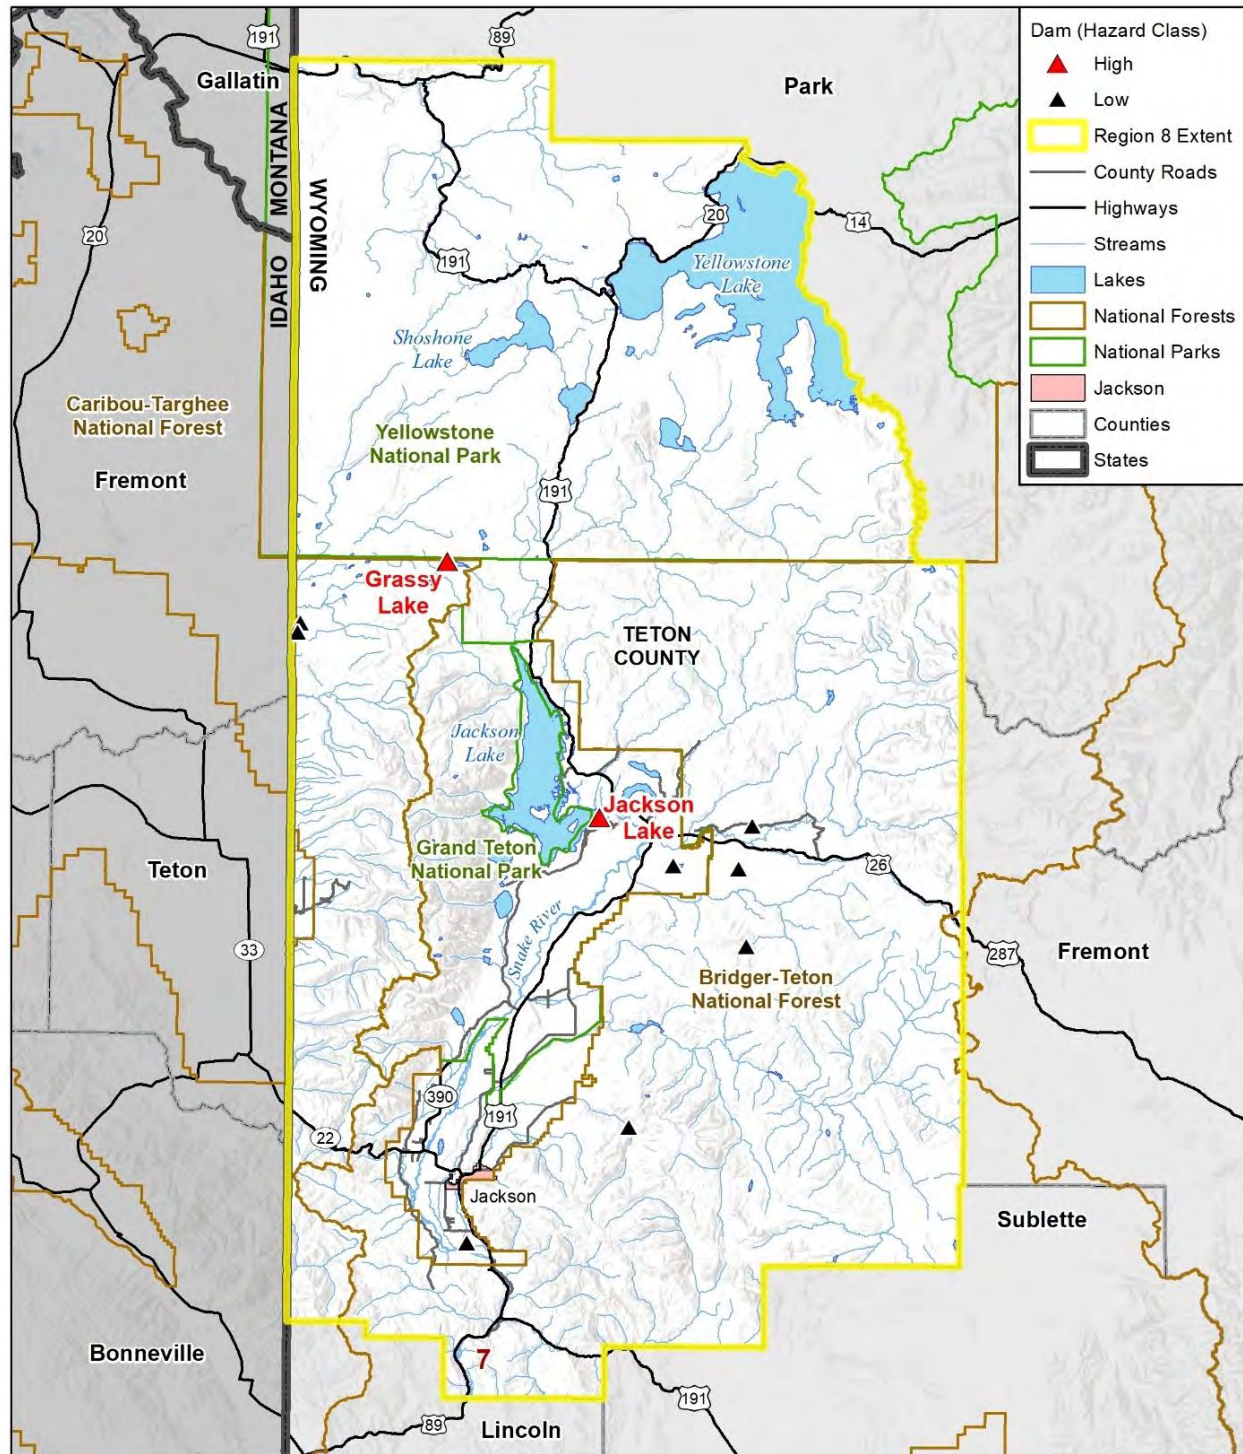 191
89
Gallatin
Park
Dam (Hazard Class)
High
Low
Region 8 Extent
County Roads
Highways
Streams
Lakes
National Forests
National Parks
Jackson
Counties
States
IDAHO MONTANA
WYOMING
20
20
14
191
Yellowstone
Lake
Shoshone
Lake
Caribou-Targhee
National Forest
Fremont
Yellowstone
National Park
191
Grassy
Lake
TETON
COUNTY
Jackson
Lake
Jackson
Lake
Grand Teton
National Park
Teton
26
33
Snake River
287
Fremont
Bridger-Teton
National Forest
390
191
22
Jackson
Sublette
Bonneville
7
191
89
Lincoln